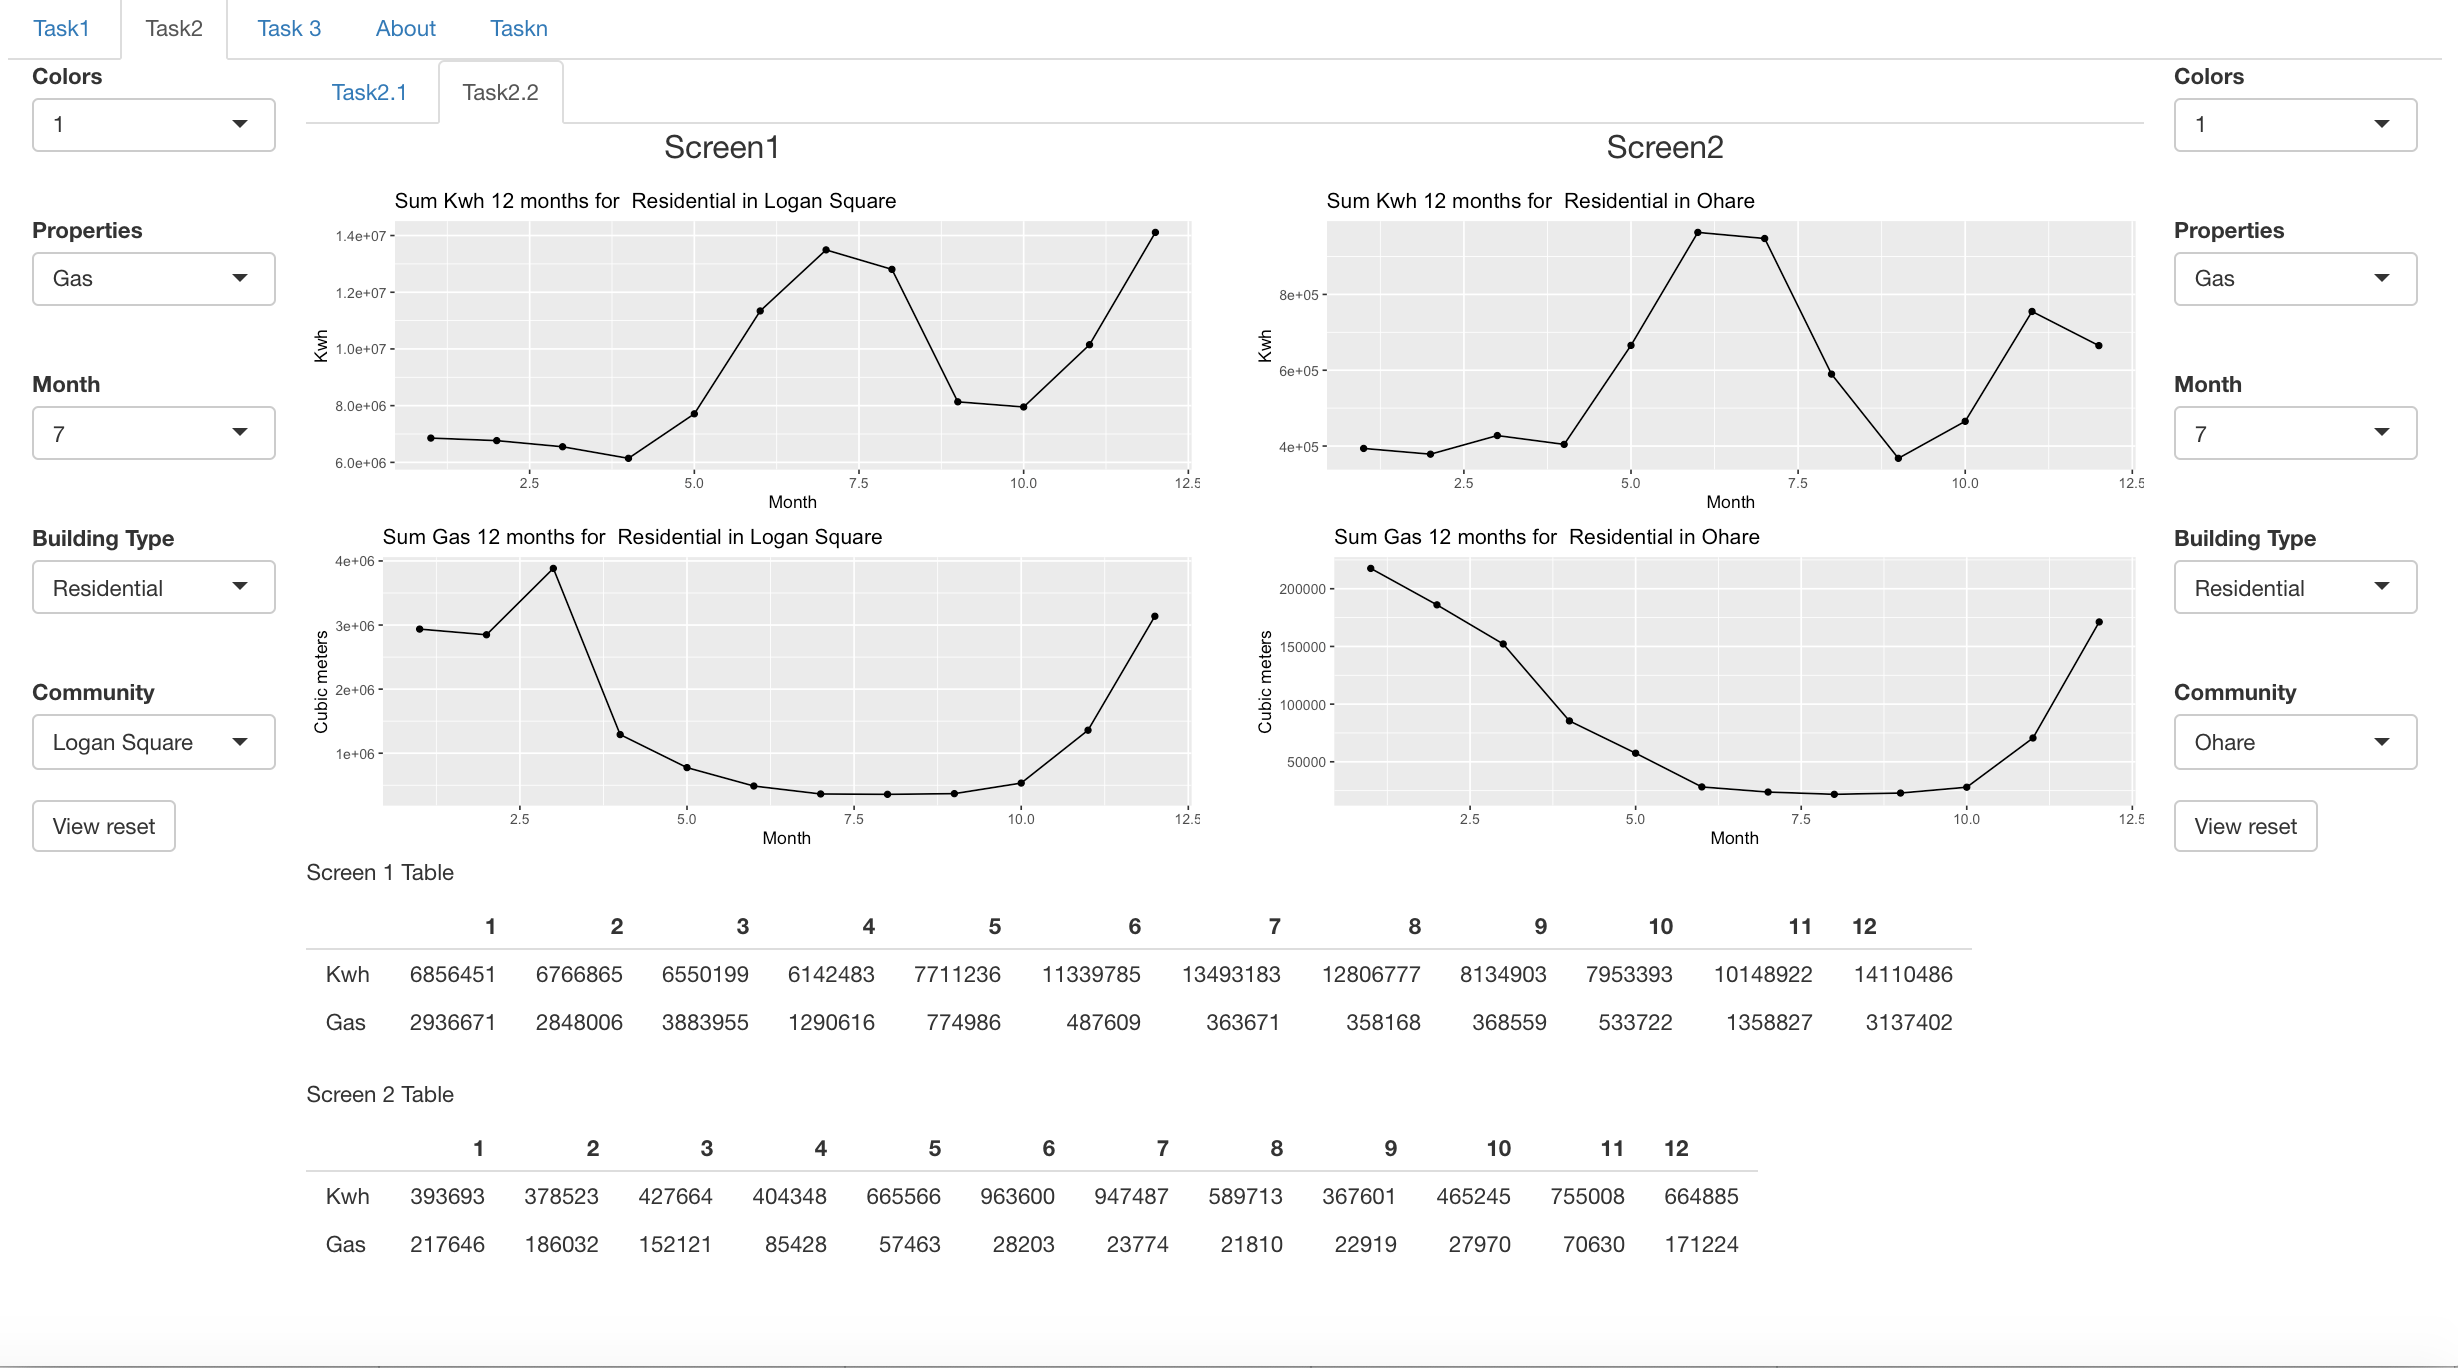 Task1 Task2 Task 3 About Taskn
Colors
1
Properties
Gas
Month
7
Building Type
Residential
Community
Logan Square
View reset
Task2.1 Task2.2
Screen1
Sum Kwh 12 months for  Residential in Logan Square
Kwh
1.4e+07
1.2e+07
1.0e+07
8.0e+06
6.0e+06
2.5 5.0 7.5 10.0 12.5
Month
Sum Gas 12 months for  Residential in Logan Square
Cubic meters
4e+06
3e+06
2e+06
1e+06
2.5 5.0 7.5 10.0 12.5
Month
Screen2
Sum Kwh 12 months for  Residential in Ohare
Kwh
8e+05
6e+05
4e+05
2.5 5.0 7.5 10.0 12.5
Month
Sum Gas 12 months for  Residential in Ohare
Cubic meters
200000
150000
100000
50000
2.5 5.0 7.5 10.0 12.5
Month
Colors
1
Properties
Gas
Month
7
Building Type
Residential
Community
Ohare
View reset
Screen 1 Table
1 2 3 4 5 6 7 8 9 10 11 12
Kwh 6856451 6766865 6550199 6142483 7711236 11339785 13493183 12806777 8134903 7953393 10148922 14110486
Gas 2936671 2848006 3883955 1290616 774986 487609 363671 358168 368559 533722 1358827 3137402
Screen 2 Table
1 2 3 4 5 6 7 8 9 10 11 12
Kwh 393693 378523 427664 404348 665566 963600 947487 589713 367601 465245 755008 664885
Gas 217646 186032 152121 85428 57463 28203 23774 21810 22919 27970 70630 171224